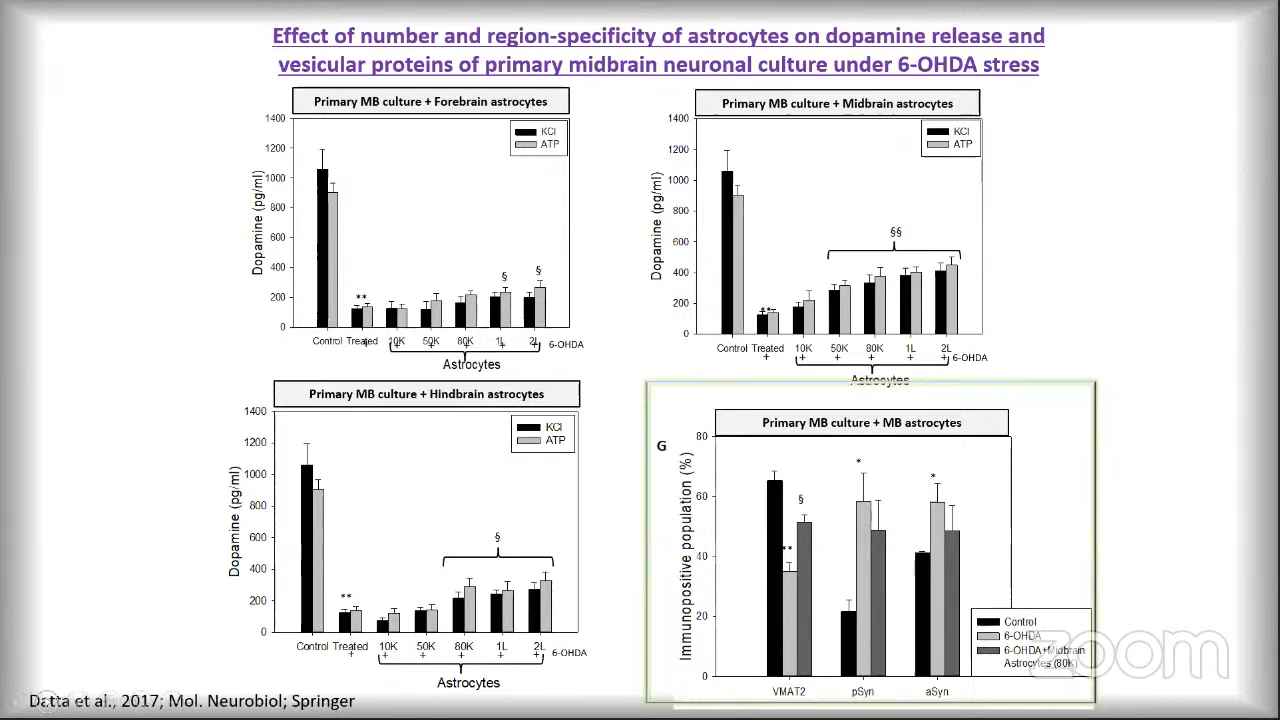 Effect of number and region-specificity of astrocytes on dopamine release and
vesicular proteins of primary midbrain neuronal culture under 6-OHDA stress
Primary MB culture + Forebrain astrocytes
1400
1200
1000
800
600
400
200
0
Dopamine (pg/ml)
KCl
ATP
**
§
§
Control Treated 10K 50K 80K 1L 2L
+ + + + + + 6-OHDA
Astrocytes
Primary MB culture + Midbrain astrocytes
1400
1200
1000
800
600
400
200
0
Dopamine (pg/ml)
KCl
ATP
**
§§
Control Treated 10K 50K 80K 1L 2L
+ + + + + + 6-OHDA
Astrocytes
Primary MB culture + Hindbrain astrocytes
1400
1200
1000
800
600
400
200
0
Dopamine (pg/ml)
KCl
ATP
**
§
Control Treated 10K 50K 80K 1L 2L
+ + + + + + 6-OHDA
Astrocytes
Primary MB culture + MB astrocytes
G
80
60
40
20
0
Immunopositive population (%)
**
§
*
*
VMAT2 pSyn aSyn
Control
6-OHDA
6-OHDA+Midbrain
Astrocytes (80K)
zoom
Datta et al., 2017; Mol. Neurobiol; Springer